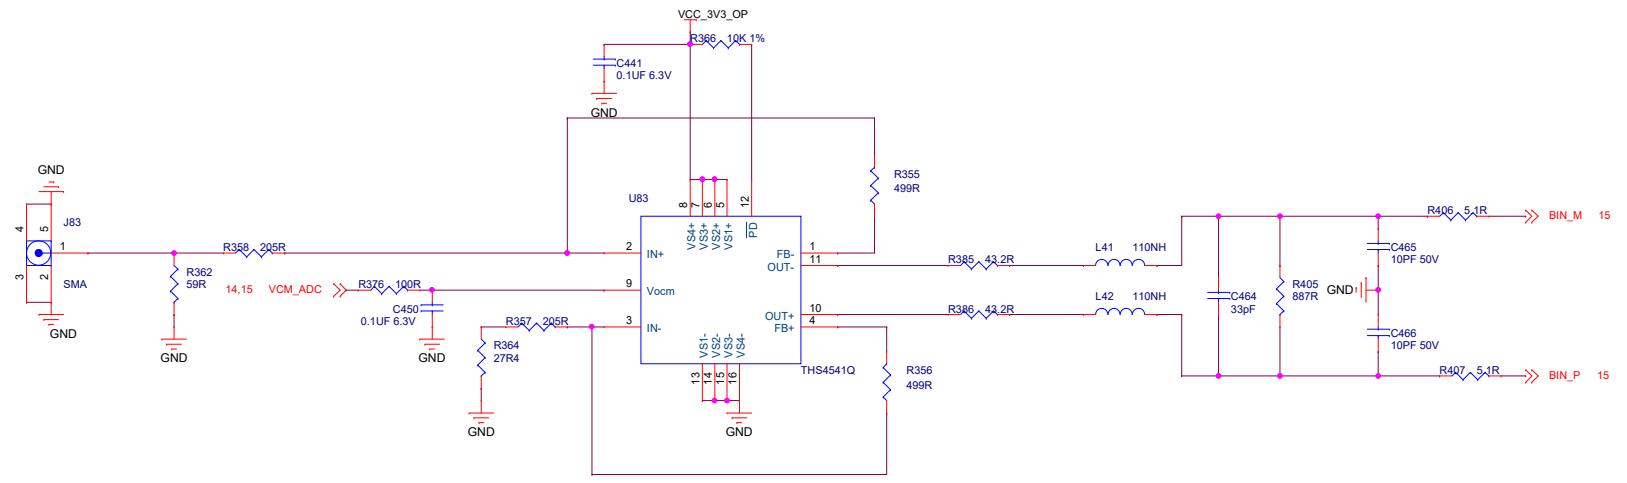 VCC_3V3_OP
R366 10K 1%
C441
0.1UF 6.3V
GND
GND
J83
4
5
1
3
2
SMA
GND
R358 205R
R362
59R
GND
14,15 VCM_ADC
R376 100R
C450
0.1UF 6.3V
GND
R357 205R
R364
27R4
GND
U83
8
7
6
5
12
VS4+
VS3+
VS2+
VS1+
PD
2
IN+
9
Vocm
3
IN-
FB-
1
OUT-
11
OUT+
10
FB+
4
VS1-
VS2-
VS3-
VS4-
13
14
15
16
THS4541Q
GND
R355
499R
R356
499R
R385 43.2R
L41 110NH
R386 43.2R
L42 110NH
C464
33pF
R405
887R
GND
C465
10PF 50V
C466
10PF 50V
R406 5.1R
BIN_M 15
R407 5.1R
BIN_P 15